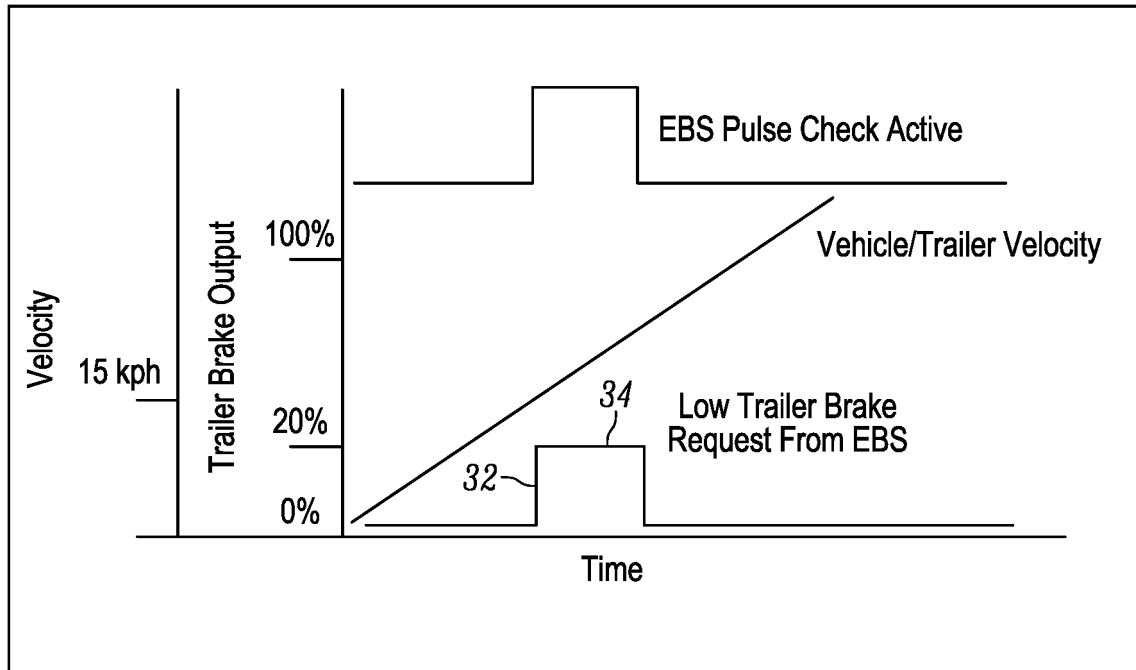 EBS Pulse Check Active
Vehicle/Trailer Velocity
Velocity
15 kph
Trailer Brake Output
100%
20%
0%
34
32
Low Trailer Brake
Request From EBS
Time